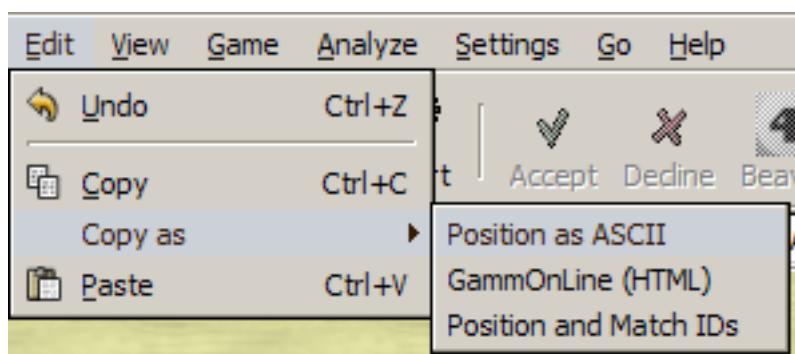 Edit View Game Analyze Settings Go Help
Undo Ctrl+Z
Accept Decline
Copy Ctrl+C
Copy as
Position as ASCII
Paste Ctrl+V
GammOnLine (HTML)
Position and Match IDs